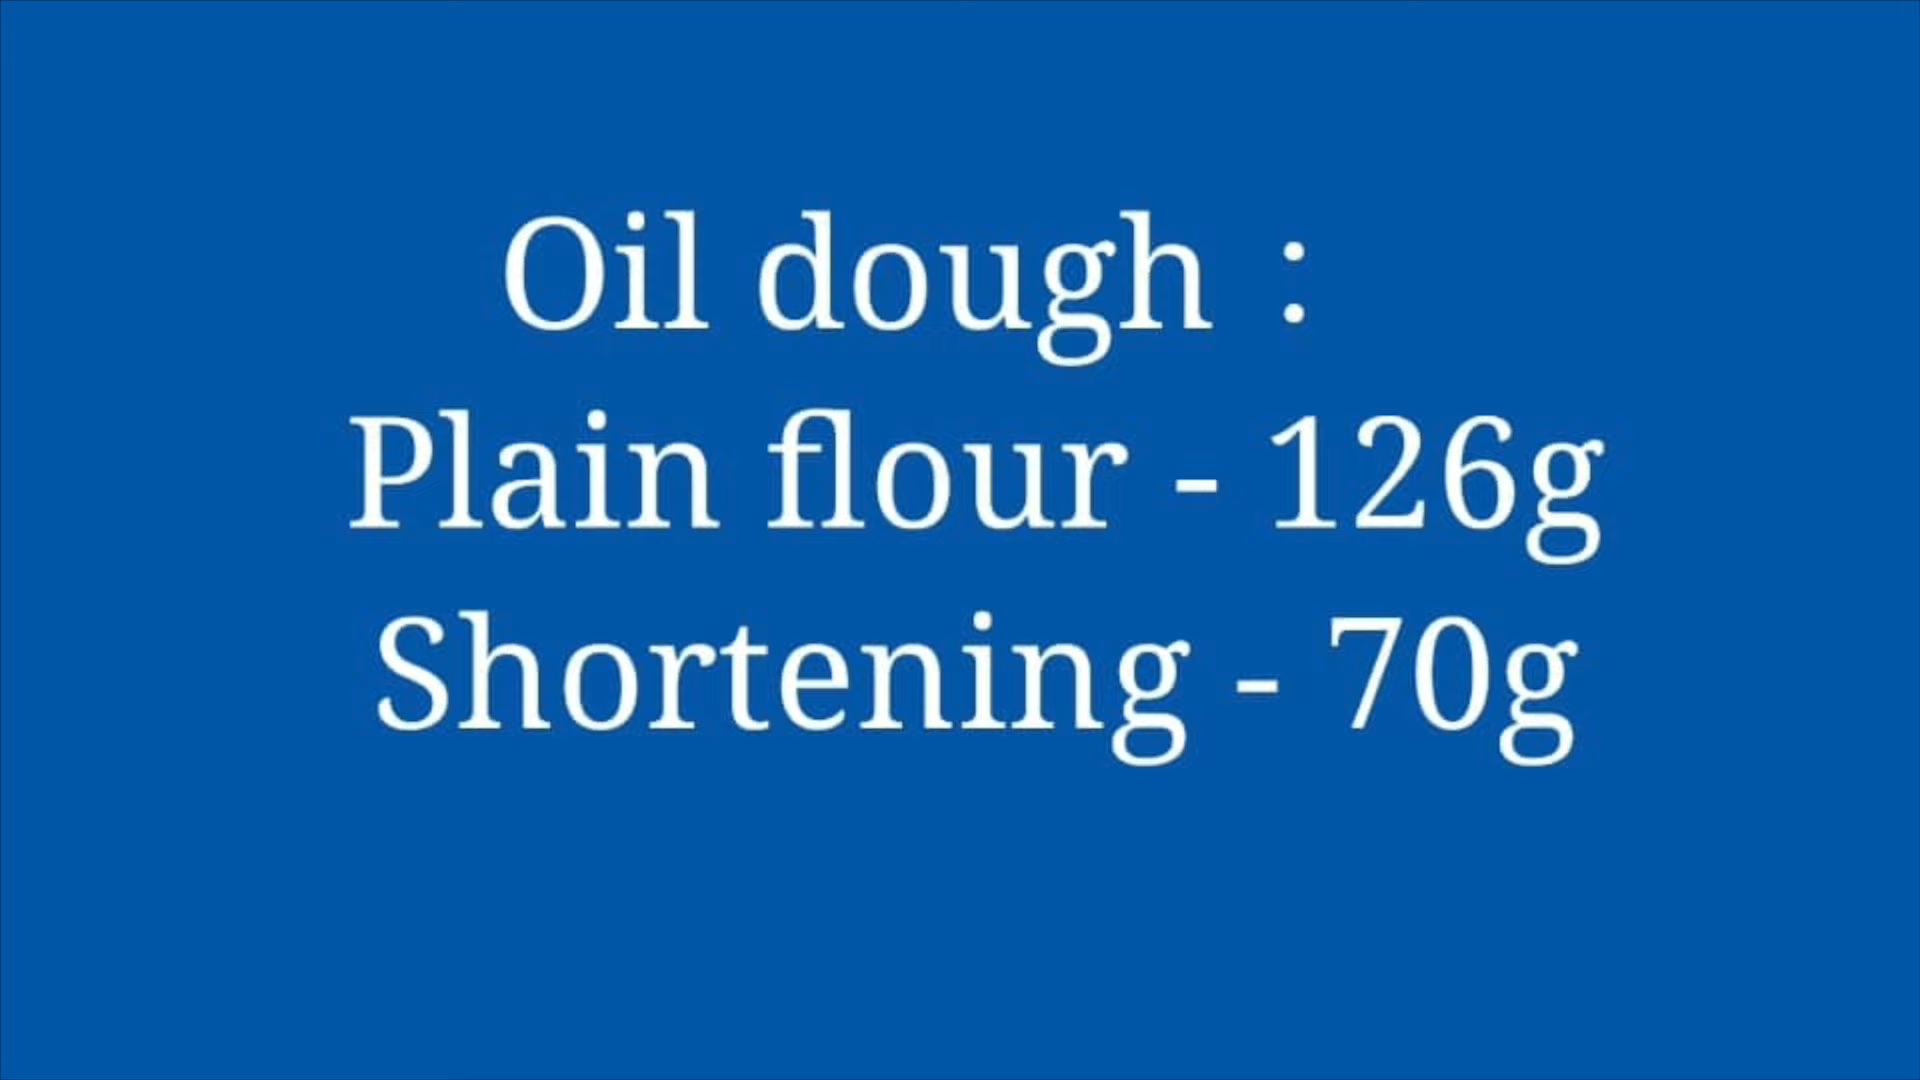 Oil dough :
Plain flour - 126g
Shortening - 70g